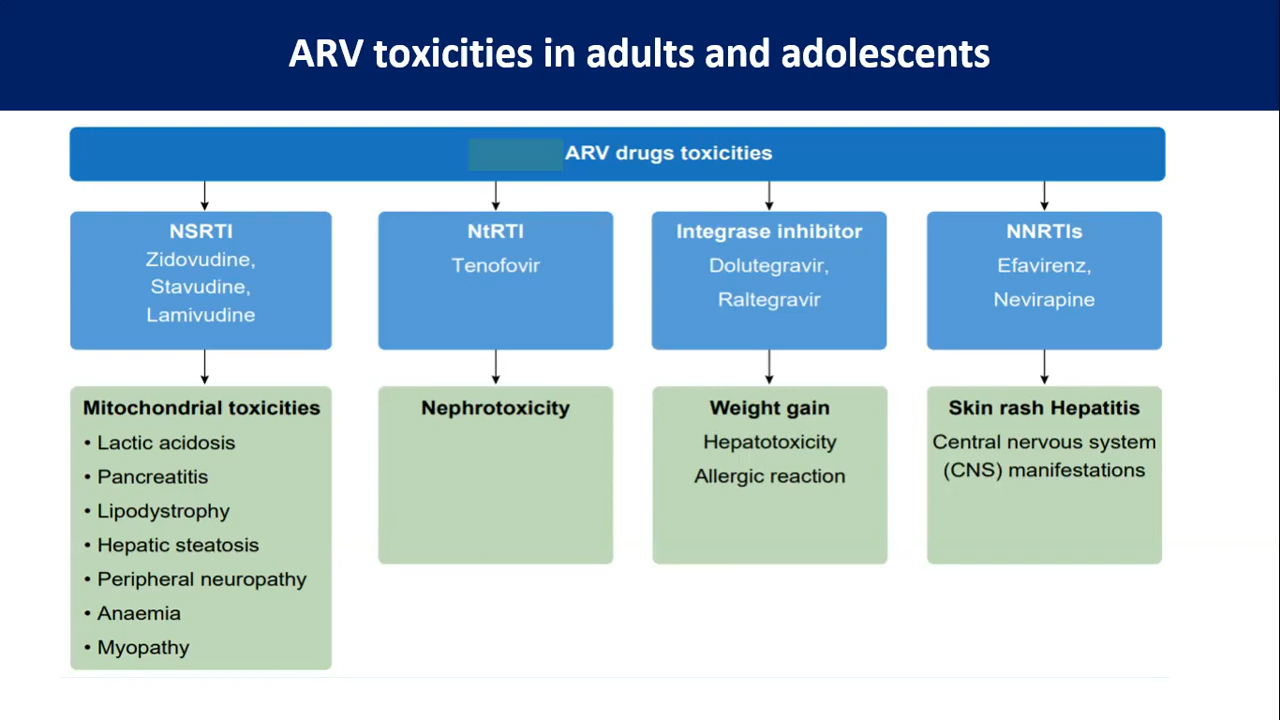 ARV toxicities in adults and adolescents
ARV drugs toxicities
NSRTI
Zidovudine,
Stavudine,
Lamivudine
NtRTI
Tenofovir
Integrase inhibitor
Dolutegravir,
Raltegravir
NNRTIs
Efavirenz,
Nevirapine
Mitochondrial toxicities
• Lactic acidosis
• Pancreatitis
• Lipodystrophy
• Hepatic steatosis
• Peripheral neuropathy
• Anaemia
• Myopathy
Nephrotoxicity
Weight gain
Hepatotoxicity
Allergic reaction
Skin rash Hepatitis
Central nervous system
(CNS) manifestations